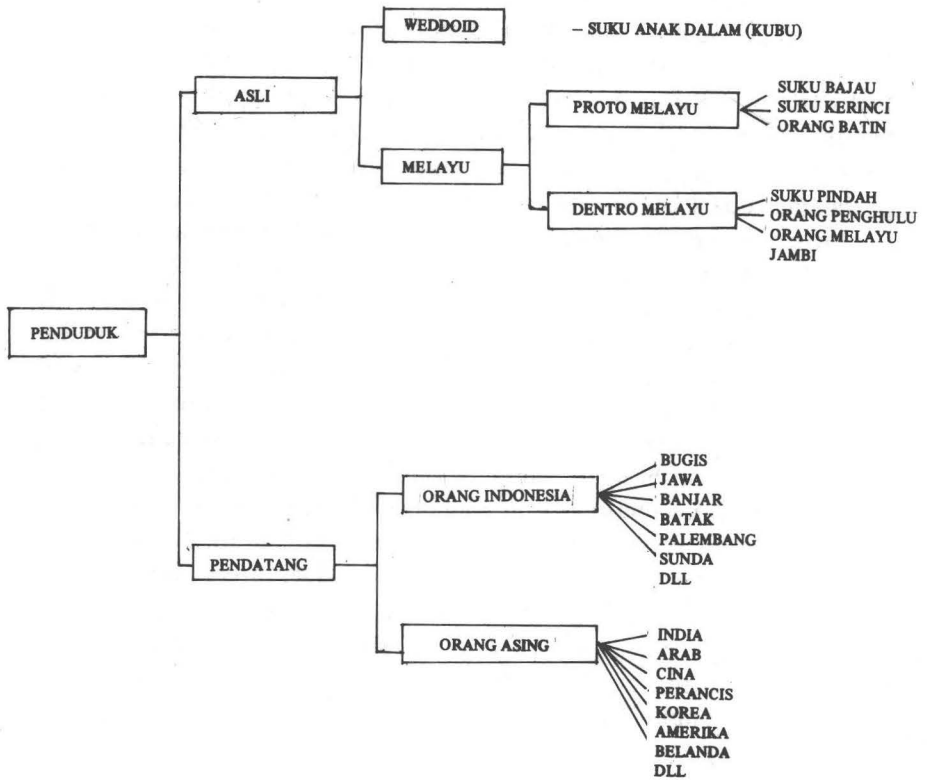 WEDDOID
– SUKU ANAK DALAM (KUBU)
ASLI
PROTO MELAYU
SUKU BAJAU
SUKU KERINCI
ORANG BATIN
MELAYU
DENTRO MELAYU
SUKU PINDAH
ORANG PENGHULU
ORANG MELAYU
JAMBI
PENDUDUK
ORANG INDONESIA
BUGIS
JAWA
BANJAR
BATAK
PALEMBANG
SUNDA
DLL
PENDATANG
ORANG ASING
INDIA
ARAB
CINA
PERANCIS
KOREA
AMERIKA
BELANDA
DLL